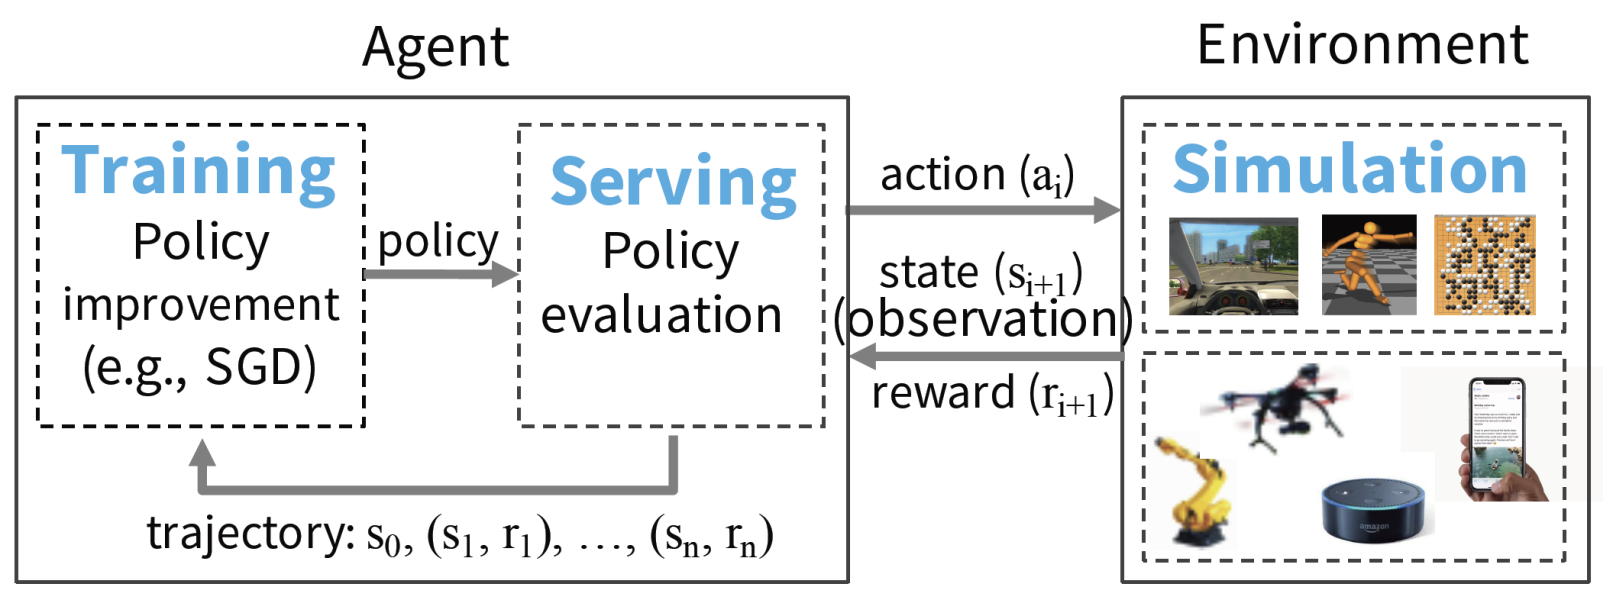 Agent
Environment
Training
Policy
improvement
(e.g., SGD)
policy
Serving
Policy
evaluation
action (aᵢ)
state (sᵢ₊₁)
(observation)
reward (rᵢ₊₁)
trajectory: s₀, (s₁, r₁), …, (sₙ, rₙ)
Simulation
amazon